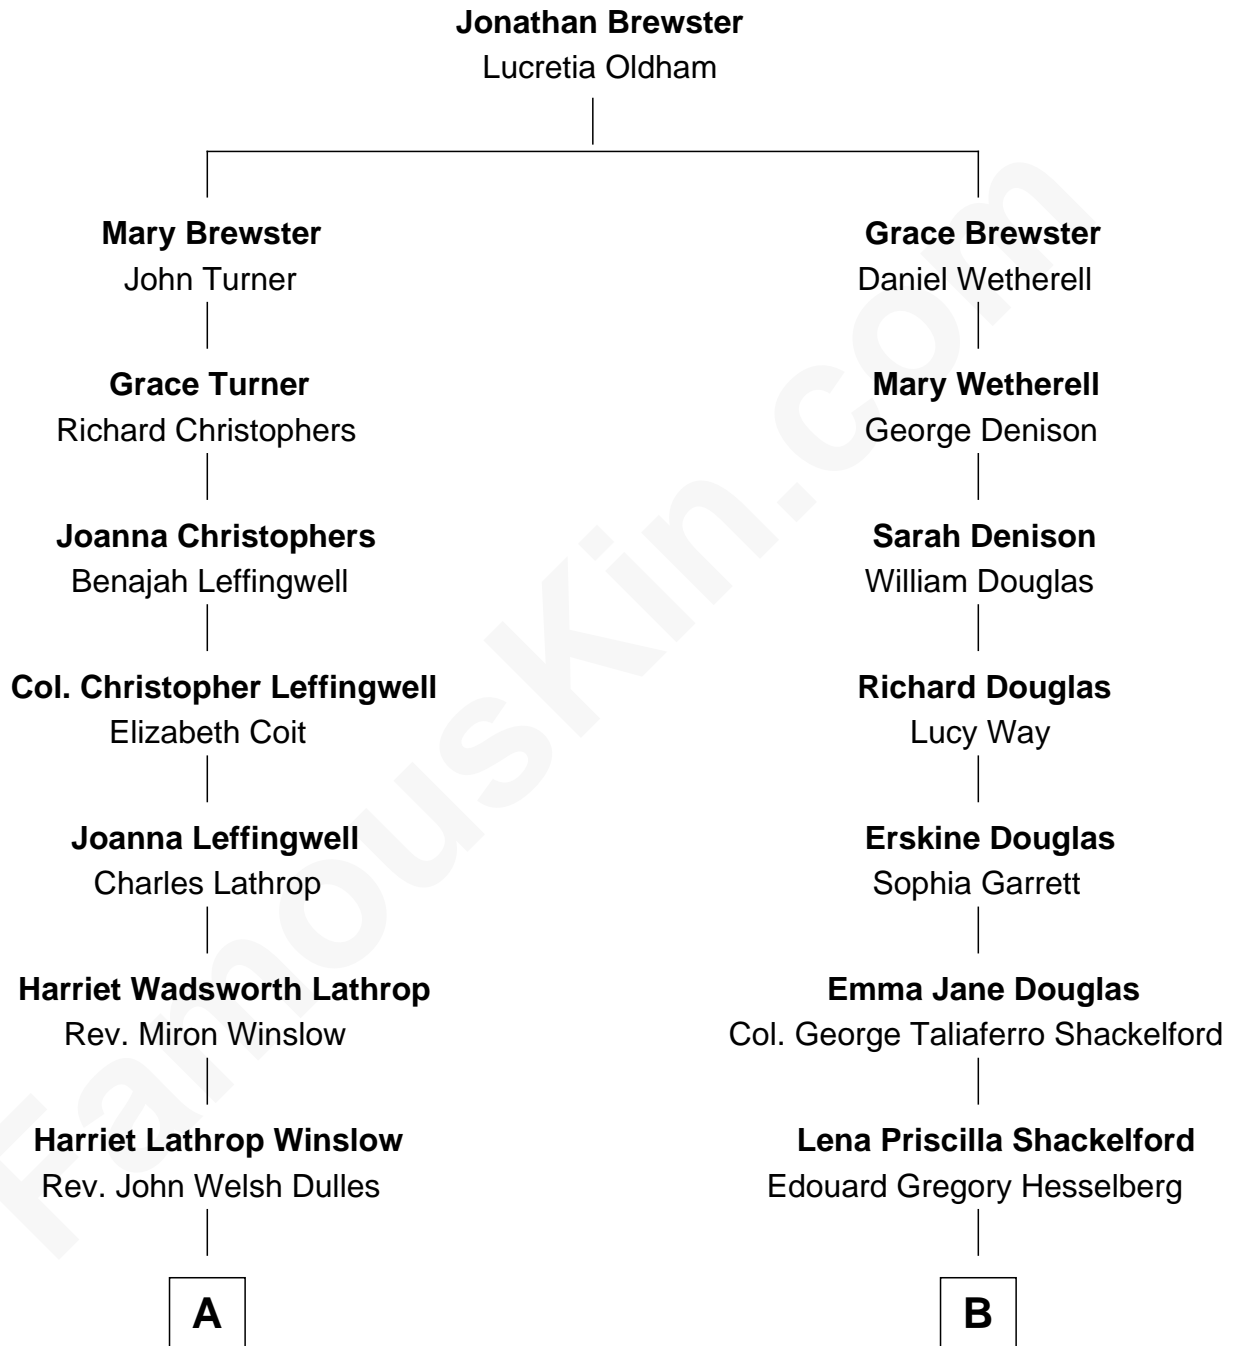 Jonathan Brewster
Lucretia Oldham
Mary Brewster
John Turner
Grace Brewster
Daniel Wetherell
Grace Turner
Richard Christophers
Mary Wetherell
George Denison
Joanna Christophers
Benajah Leffingwell
Sarah Denison
William Douglas
Col. Christopher Leffingwell
Elizabeth Coit
Richard Douglas
Lucy Way
Joanna Leffingwell
Charles Lathrop
Erskine Douglas
Sophia Garrett
Harriet Wadsworth Lathrop
Rev. Miron Winslow
Emma Jane Douglas
Col. George Taliaferro Shackelford
Harriet Lathrop Winslow
Rev. John Welsh Dulles
Lena Priscilla Shackelford
Edouard Gregory Hesselberg
A
B
FamousKin.com